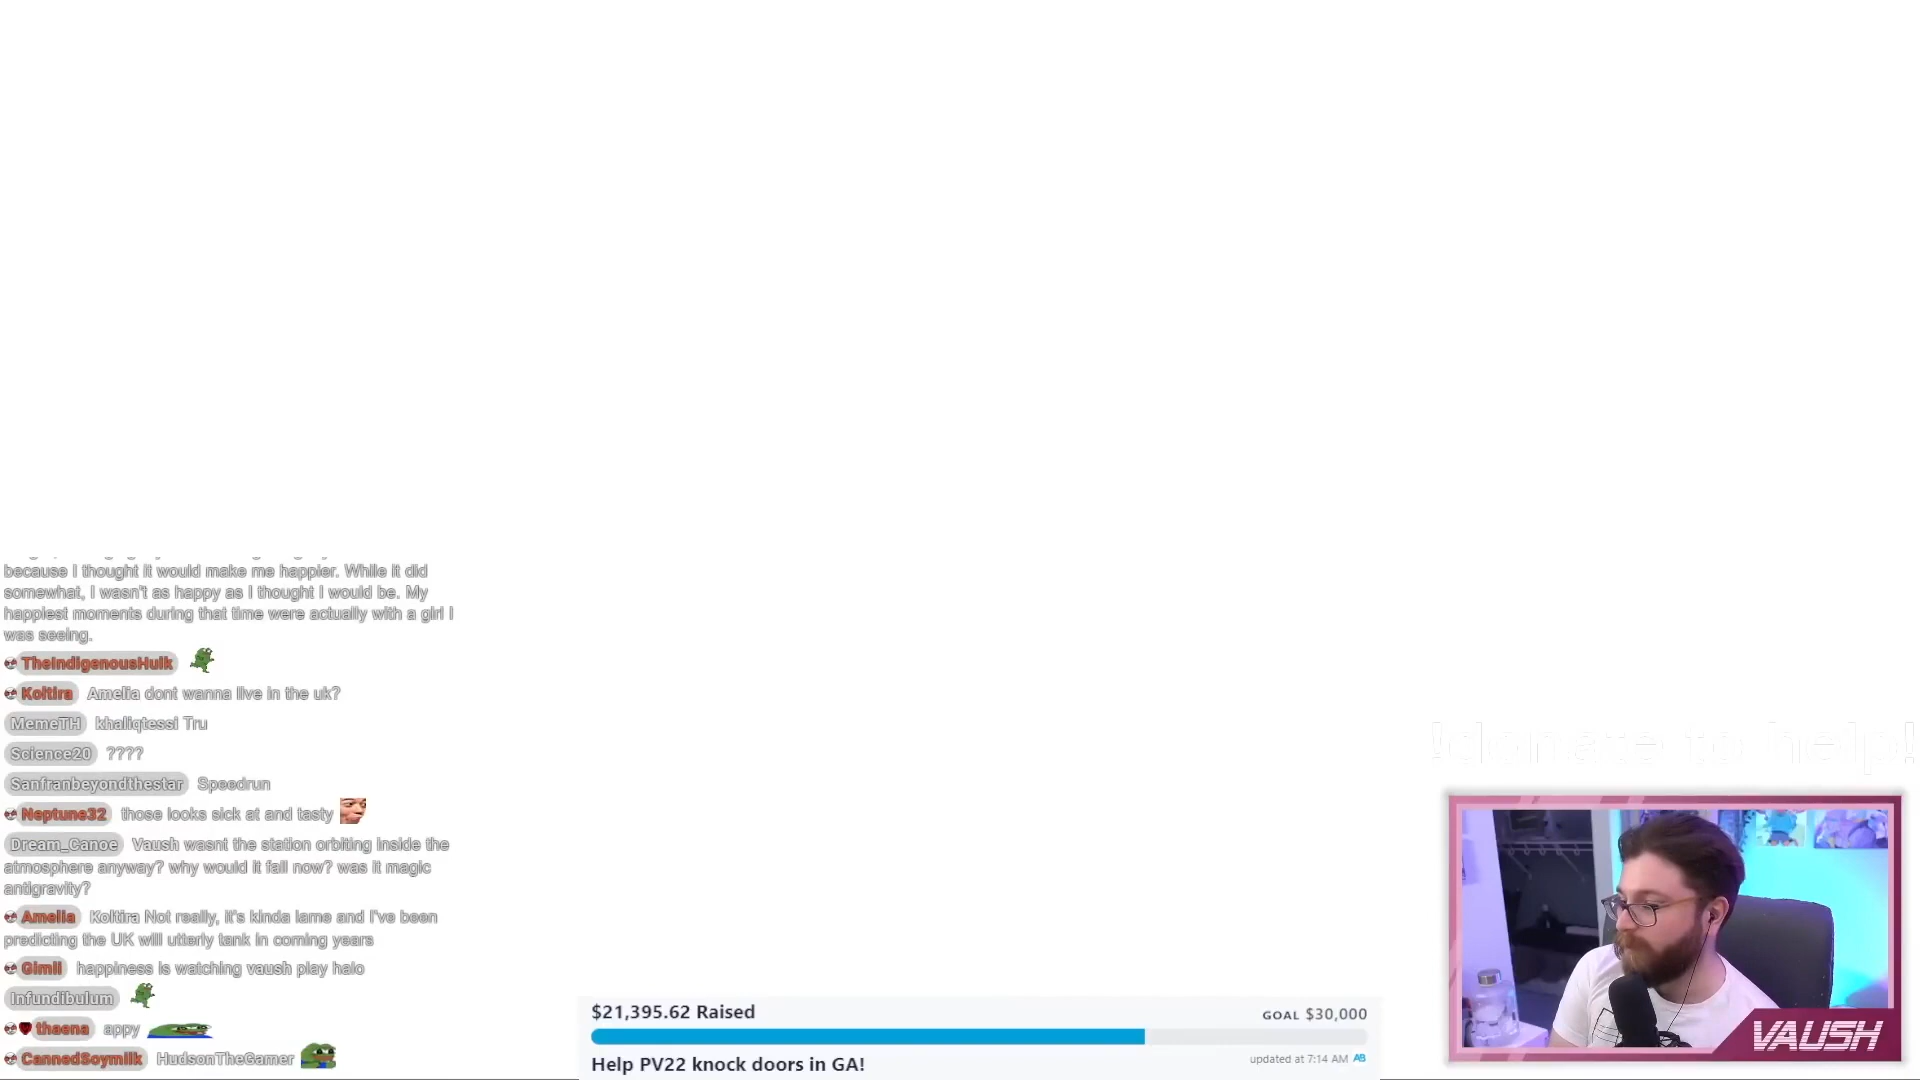 because I thought it would make me happier. While it did
somewhat, I wasn't as happy as I thought I would be. My
happiest moments during that time were actually with a girl I
was seeing.
TheIndigenousHulk
Koltira Amelia dont wanna live in the uk?
MemeTH khaliqtessi Tru
Science20 ????
Sanfranbeyondthestar Speedrun
Neptune32 those looks sick at and tasty
Dream_Canoe Vaush wasnt the station orbiting inside the
atmosphere anyway? why would it fall now? was it magic
antigravity?
Amelia Koltira Not really, it's kinda lame and I've been
predicting the UK will utterly tank in coming years
Gimli happiness is watching vaush play halo
Infundibulum
thaena appy
CannedSoymilk HudsonTheGamer
$21,395.62 Raised
GOAL $30,000
Help PV22 knock doors in GA!
updated at 7:14 AM AB
!donate to help!
VAUSH